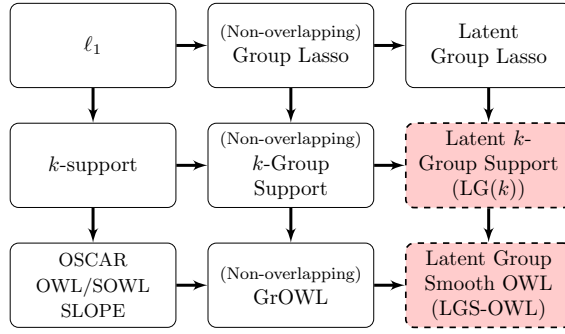 ℓ₁
(Non-overlapping)
Group Lasso
Latent
Group Lasso
k-support
(Non-overlapping)
k-Group
Support
Latent k-
Group Support
(LG(k))
OSCAR
OWL/SOWL
SLOPE
(Non-overlapping)
GrOWL
Latent Group
Smooth OWL
(LGS-OWL)